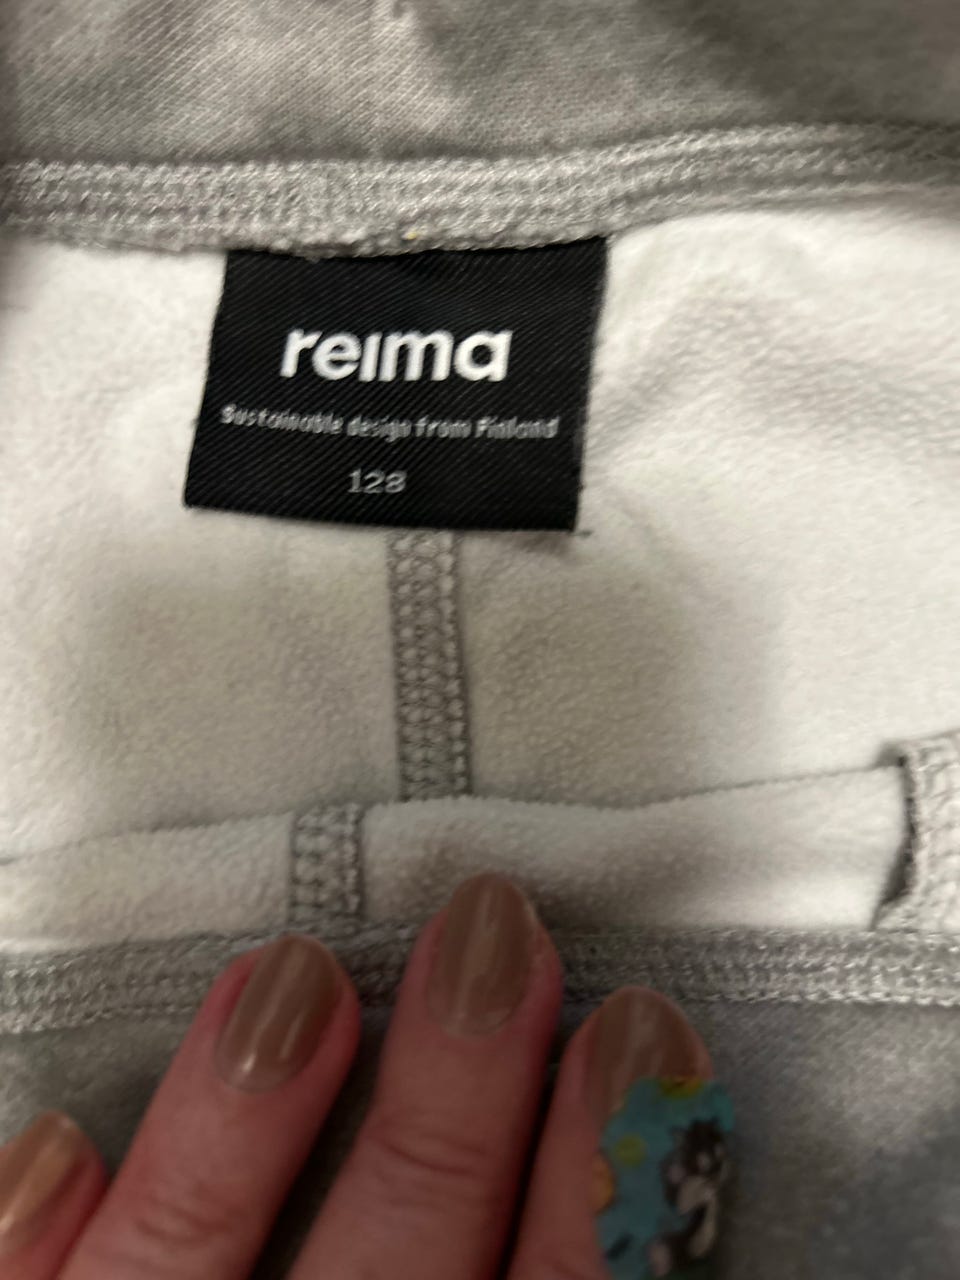 reima
Sustainable design from Finland
128